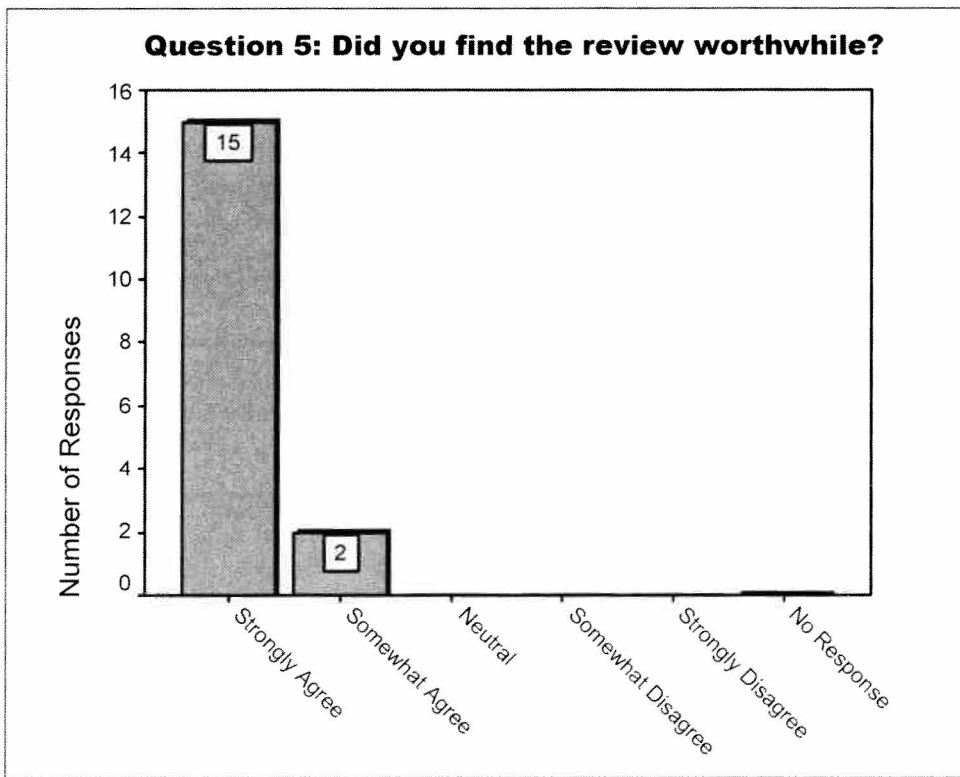 Question 5: Did you find the review worthwhile?
16
14
12
10
8
6
4
2
0
Number of Responses
15
2
Strongly Agree
Somewhat Agree
Neutral
Somewhat Disagree
Strongly Disagree
No Response